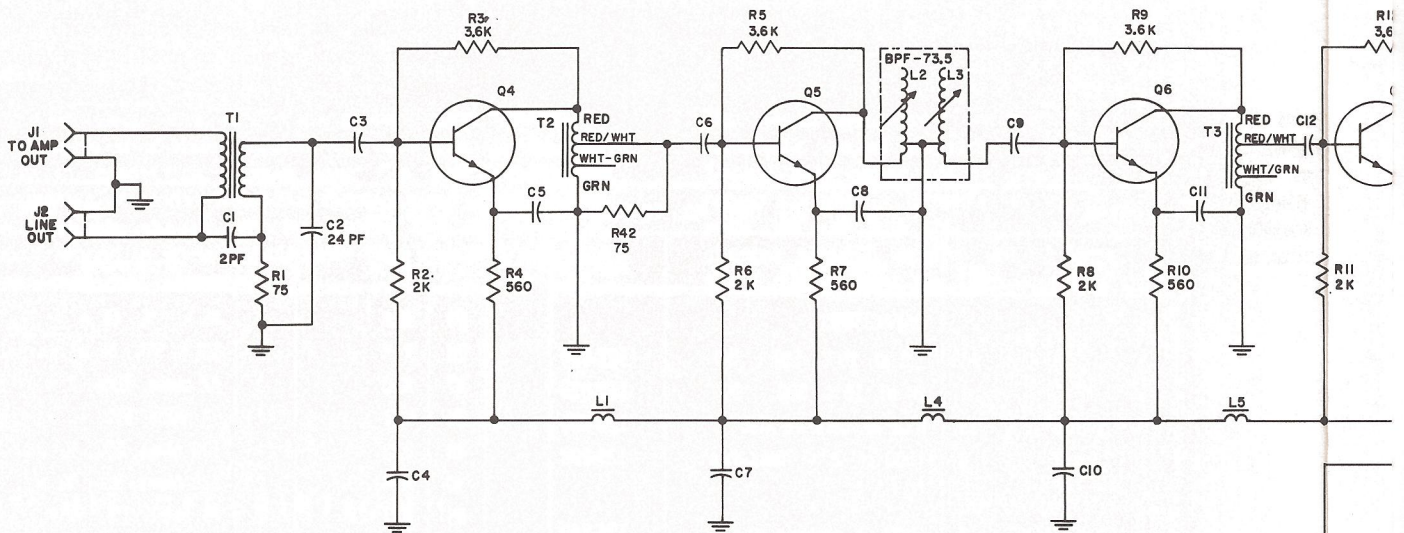 R3
3.6K
R5
3.6K
R9
3.6K
BPF-73.5
L2
L3
Q4
Q5
Q6
J1
TO AMP
OUT
T1
C3
T2
RED
RED/WHT
WHT-GRN
GRN
C6
C9
T3
RED
RED/WHT
WHT/GRN
GRN
C12
J2
LINE
OUT
C1
2PF
C2
24 PF
C5
R42
75
C8
C11
R1
75
R2
2K
R4
560
R6
2K
R7
560
R8
2K
R10
560
R11
2K
L1
L4
L5
C4
C7
C10